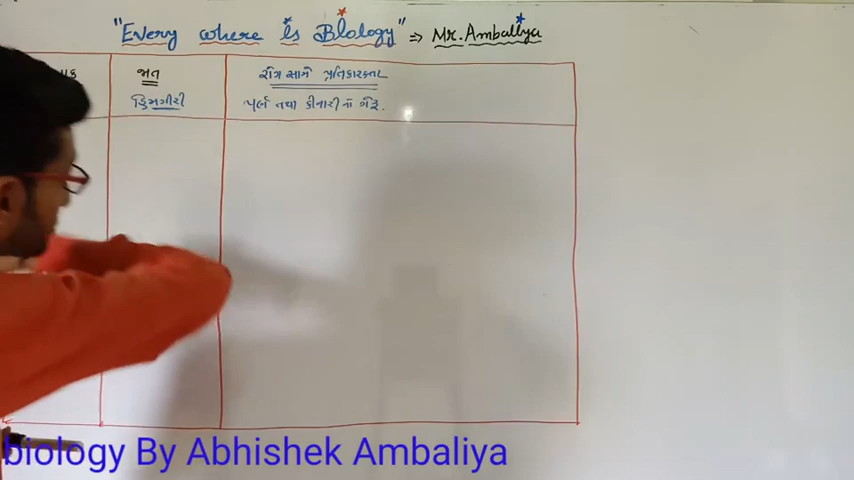 "Every where is Biology" ⇒ Mr. Ambaliya
જાત
રોગ સામે પ્રતિકારકતા
હિમગીરી
પર્ણ તથા કીનારી નો ગેરુ.
biology By Abhishek Ambaliya